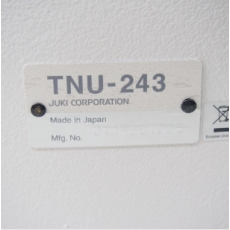 TNU-243
JUKI CORPORATION.
Made in Japan
Mfg. No.